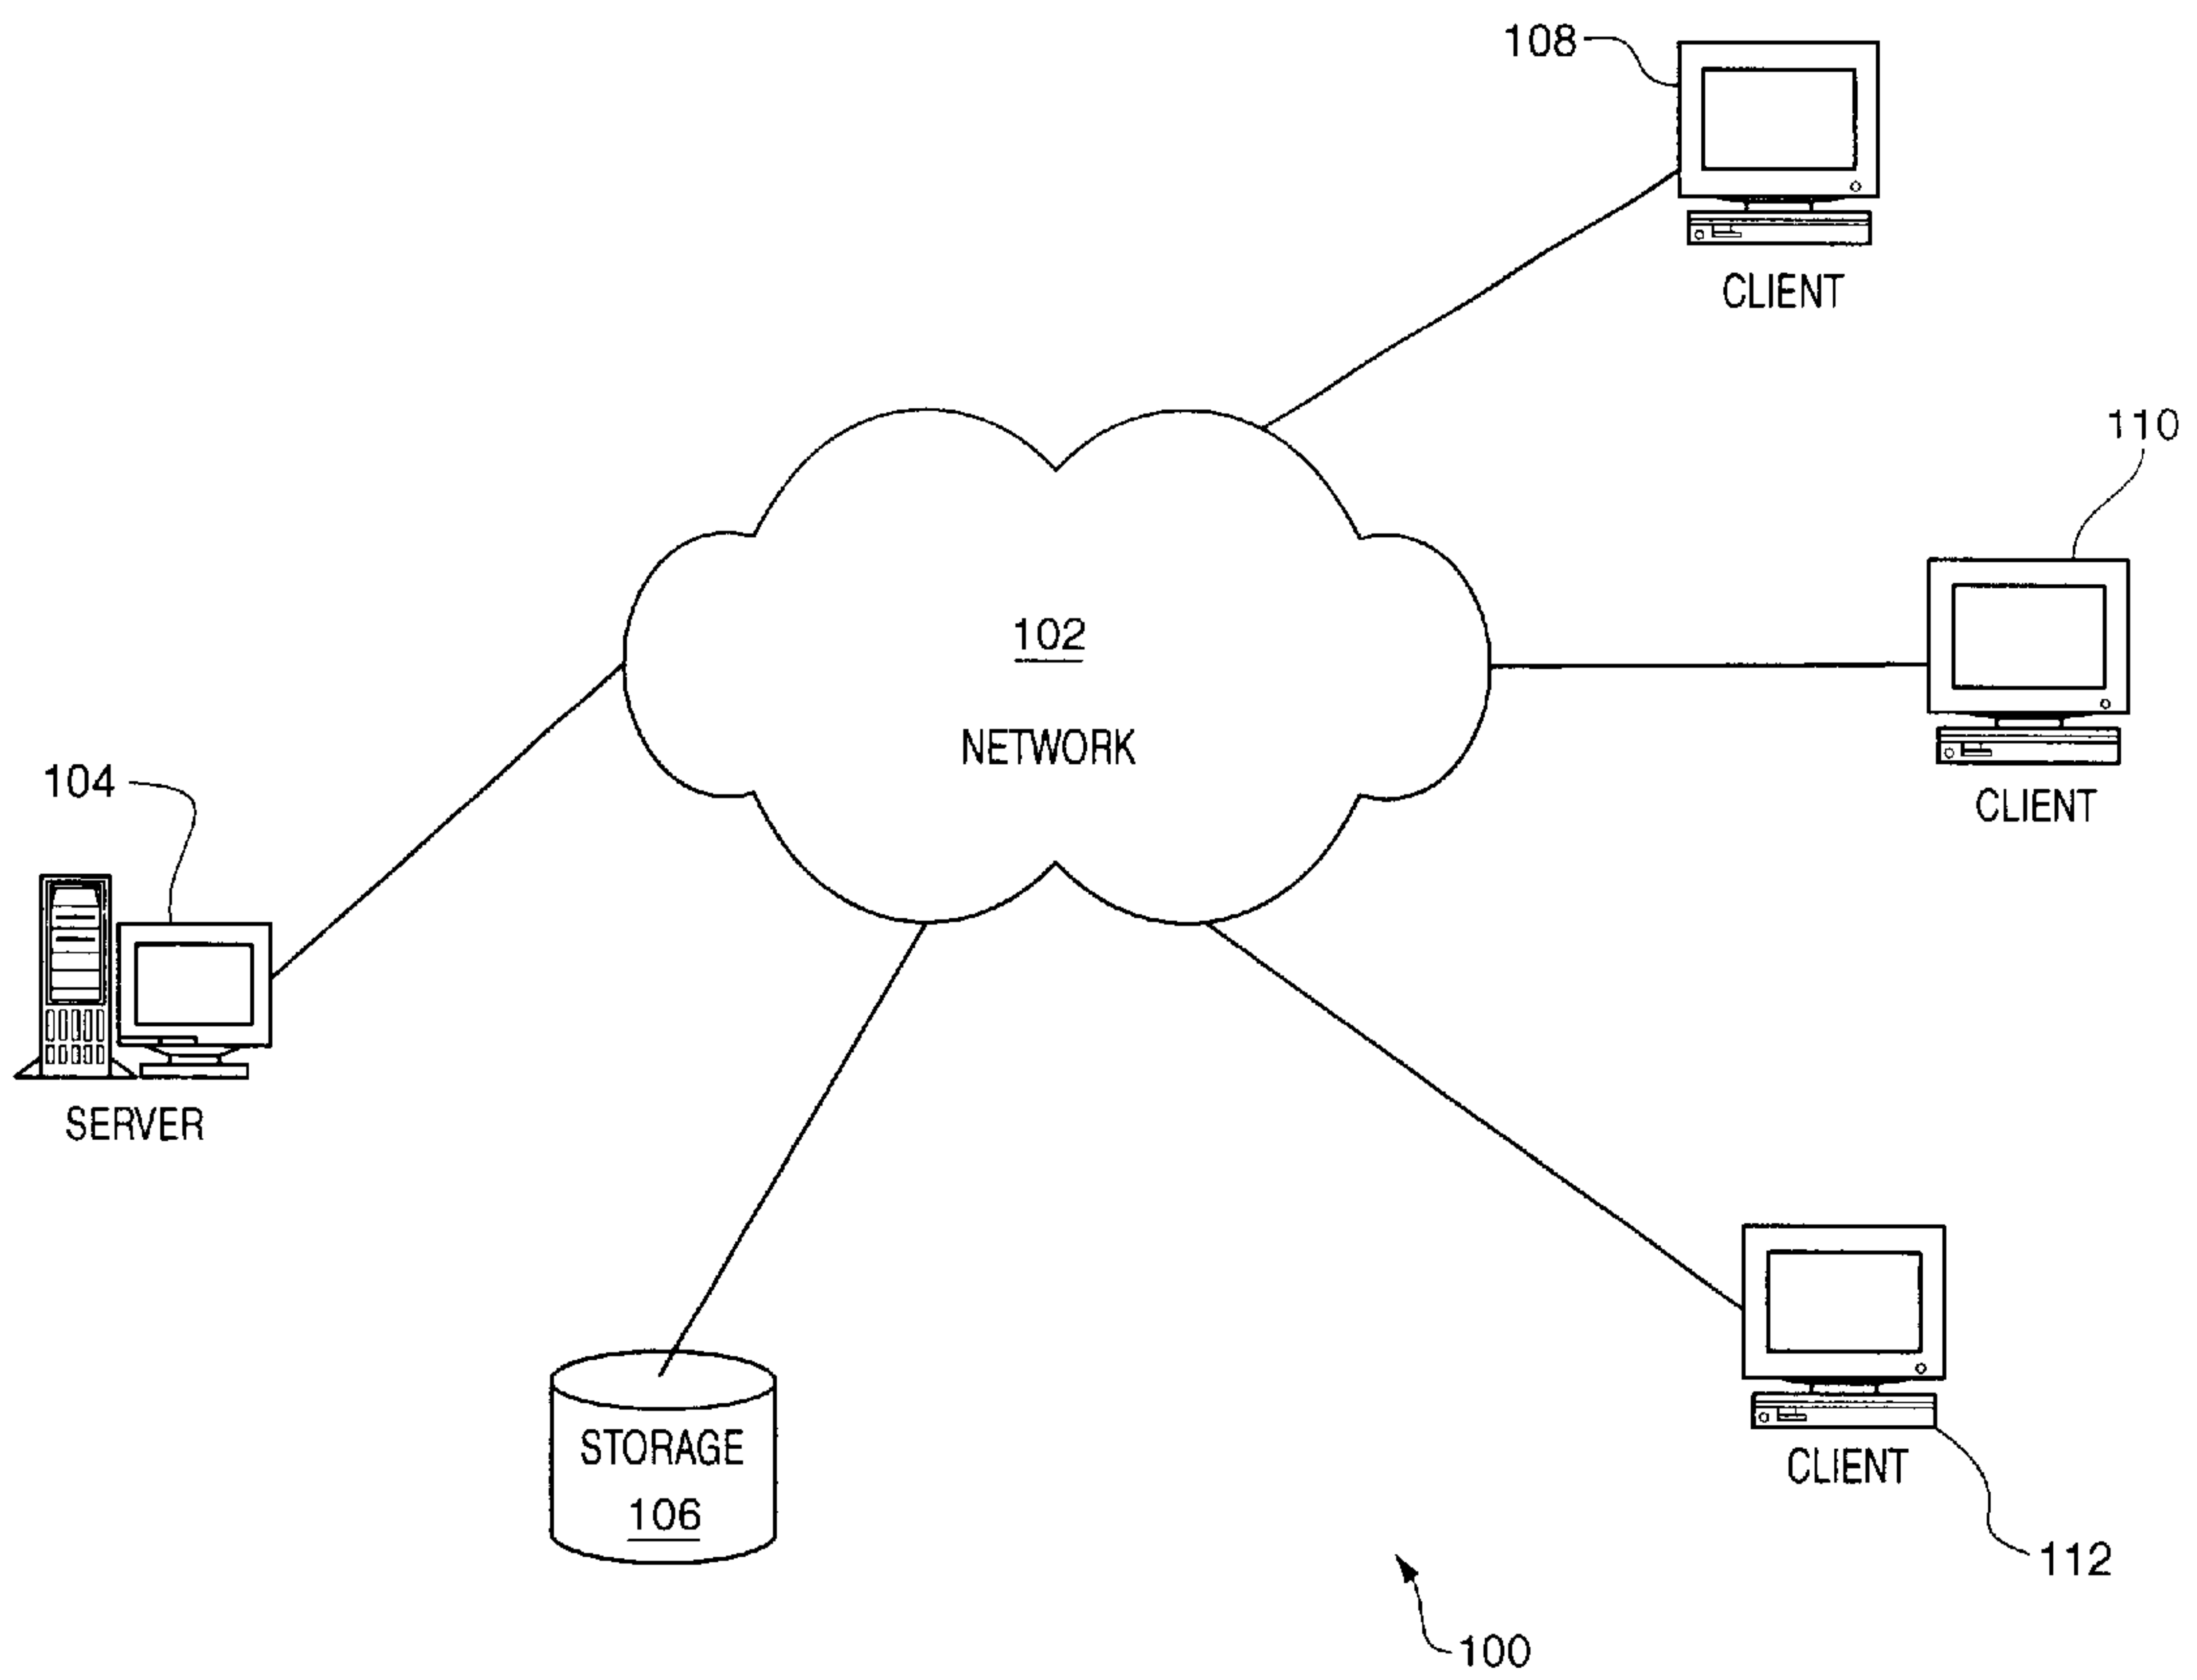 108
CLIENT
110
102
NETWORK
CLIENT
104
SERVER
STORAGE
106
CLIENT
112
100